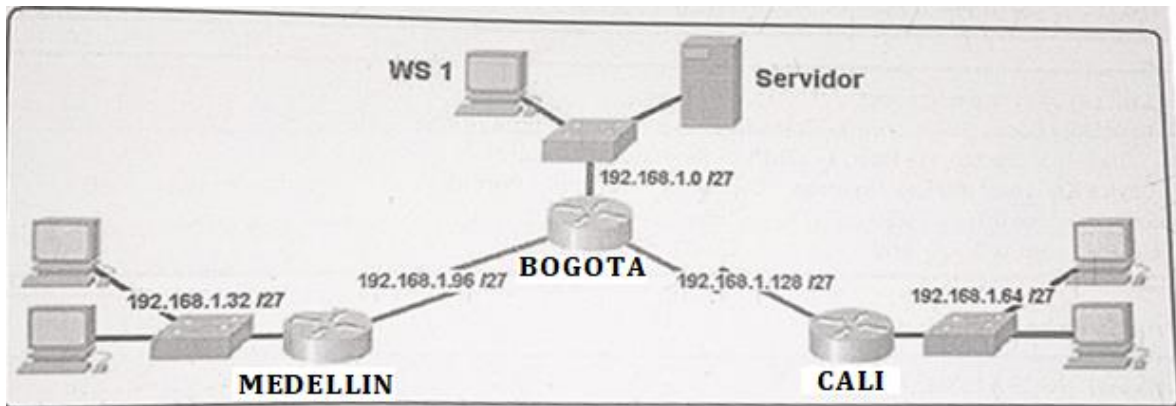 WS 1
Servidor
192.168.1.0 /27
BOGOTA
192.168.1.96 /27
192.168.1.128 /27
192.168.1.32 /27
192.168.1.64 /27
MEDELLIN
CALI